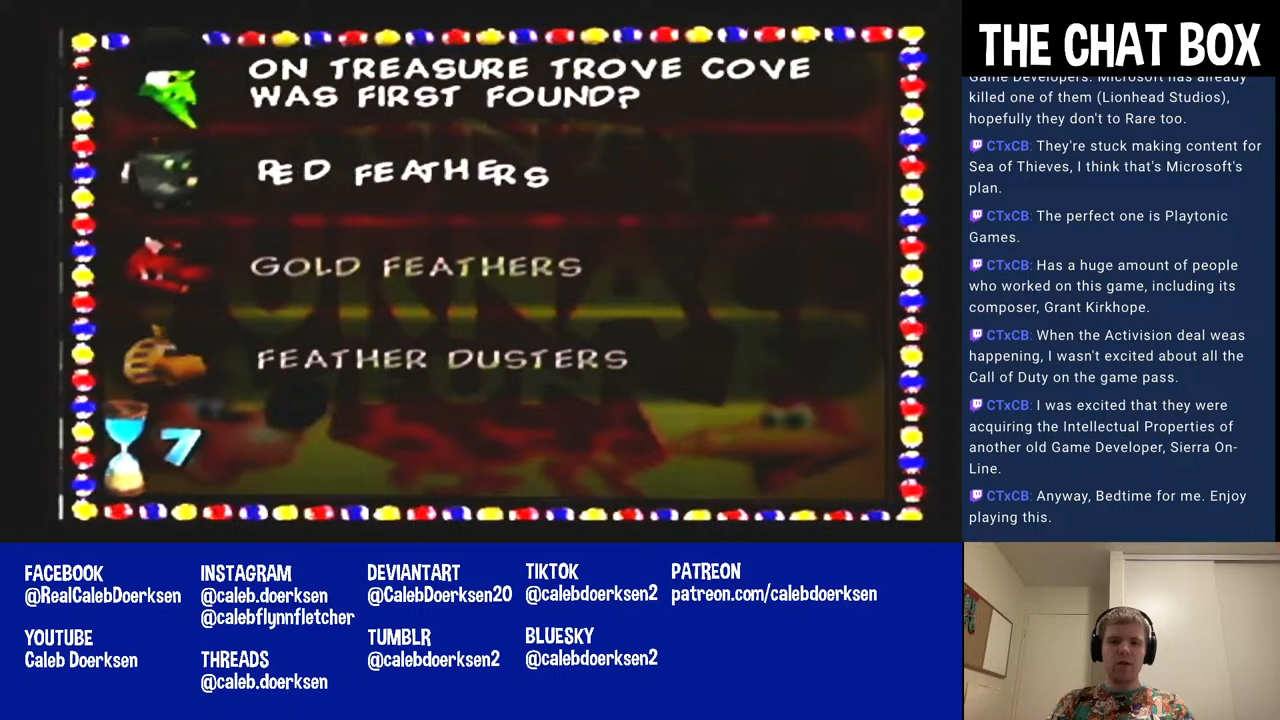 ON TREASURE TROVE COVE
WAS FIRST FOUND?
RED FEATHERS
GOLD FEATHERS
FEATHER DUSTERS
7
THE CHAT BOX
Game Developers. Microsoft has already
killed one of them (Lionhead Studios),
hopefully they don't to Rare too.
CTxCB: They're stuck making content for
Sea of Thieves, I think that's Microsoft's
plan.
CTxCB: The perfect one is Playtonic
Games.
CTxCB: Has a huge amount of people
who worked on this game, including its
composer, Grant Kirkhope.
CTxCB: When the Activision deal weas
happening, I wasn't excited about all the
Call of Duty on the game pass.
CTxCB: I was excited that they were
acquiring the Intellectual Properties of
another old Game Developer, Sierra On-
Line.
CTxCB: Anyway, Bedtime for me. Enjoy
playing this.
FACEBOOK
@RealCalebDoerksen
YOUTUBE
Caleb Doerksen
INSTAGRAM
@caleb.doerksen
@calebflynnfletcher
THREADS
@caleb.doerksen
DEVIANTART
@CalebDoerksen20
TUMBLR
@calebdoerksen2
TIKTOK
@calebdoerksen2
BLUESKY
@calebdoerksen2
PATREON
patreon.com/calebdoerksen